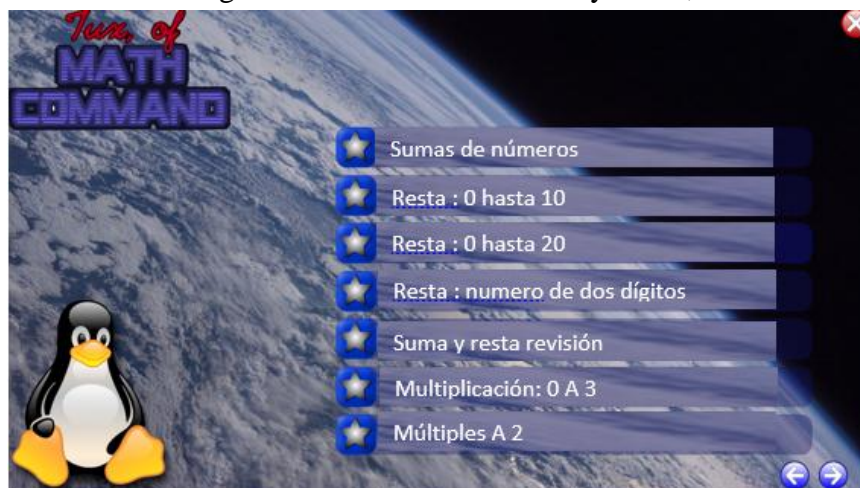 Tux, of
MATH
COMMAND
Sumas de números
Resta : 0 hasta 10
Resta : 0 hasta 20
Resta : numero de dos dígitos
Suma y resta revisión
Multiplicación: 0 A 3
Múltiples A 2